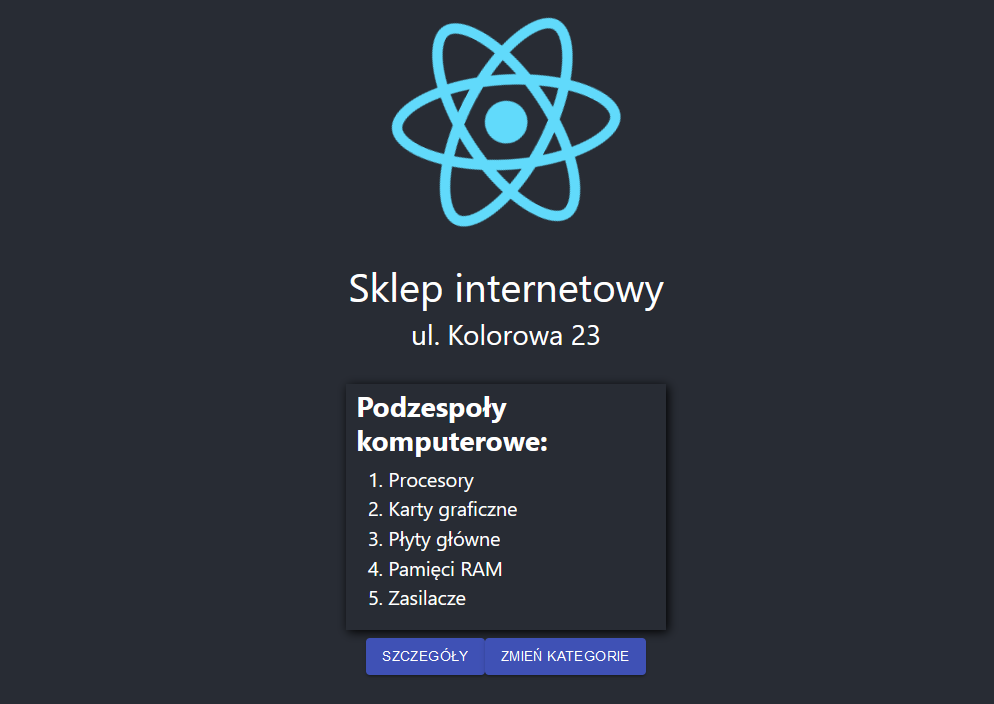 Sklep internetowy
ul. Kolorowa 23
Podzespoły
komputerowe:
1. Procesory
2. Karty graficzne
3. Płyty główne
4. Pamięci RAM
5. Zasilacze
SZCZEGÓŁY ZMIEŃ KATEGORIE